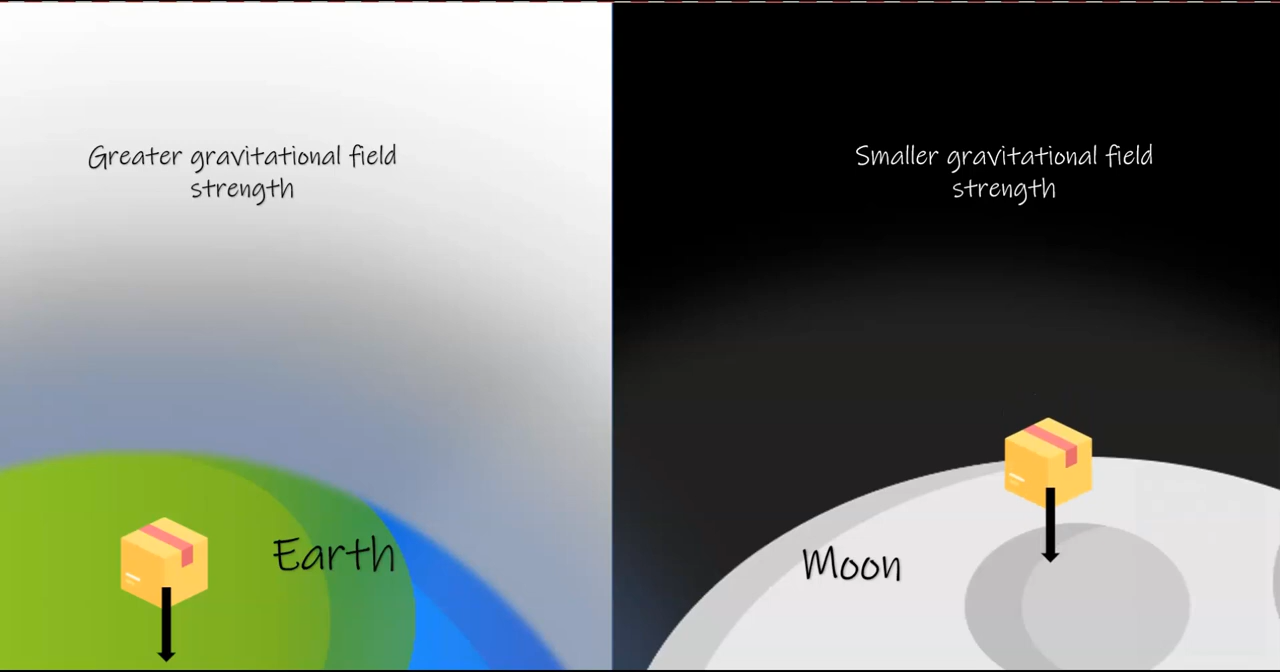 Greater gravitational field
strength
Smaller gravitational field
strength
Earth
Moon